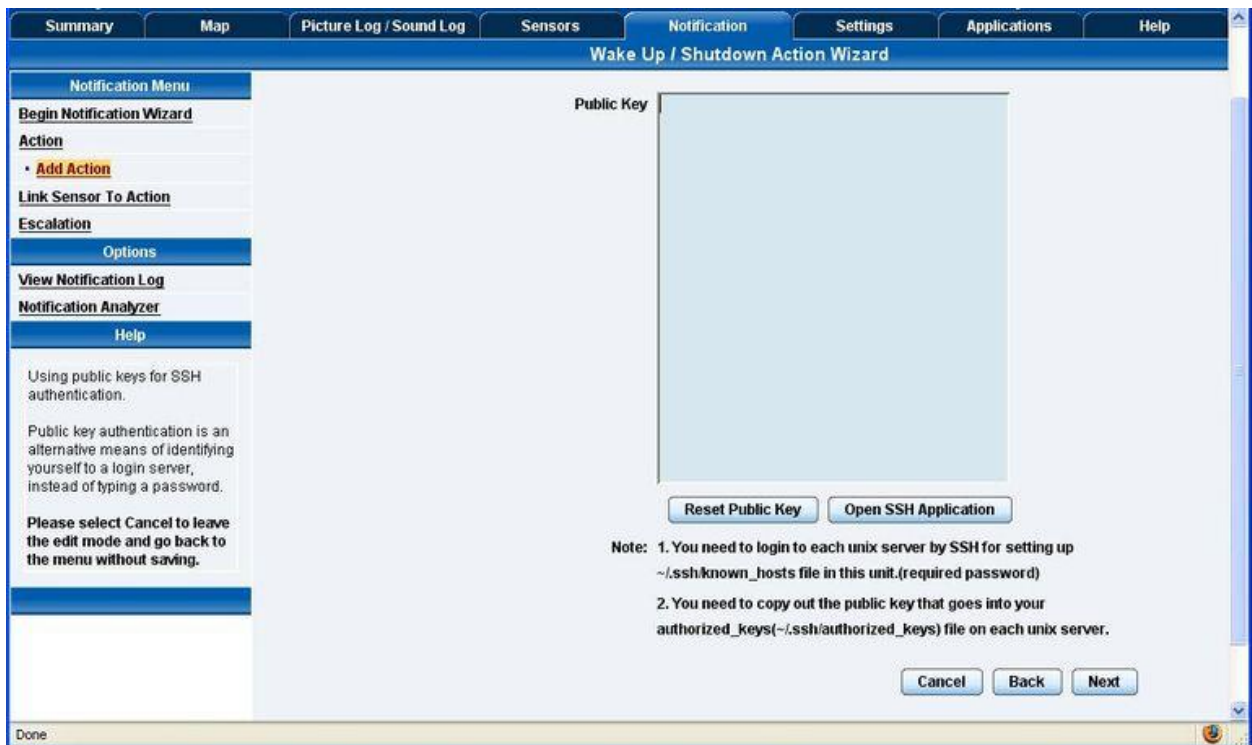 Summary
Map
Picture Log / Sound Log
Sensors
Notification
Settings
Applications
Help
Wake Up / Shutdown Action Wizard
Notification Menu
Begin Notification Wizard
Action
• Add Action
Link Sensor To Action
Escalation
Options
View Notification Log
Notification Analyzer
Help
Using public keys for SSH
authentication.
Public key authentication is an
alternative means of identifying
yourself to a login server,
instead of typing a password.
Please select Cancel to leave
the edit mode and go back to
the menu without saving.
Public Key
Reset Public Key
Open SSH Application
Note: 1. You need to login to each unix server by SSH for setting up
~/.ssh/known_hosts file in this unit.(required password)
2. You need to copy out the public key that goes into your
authorized_keys(~/.ssh/authorized_keys) file on each unix server.
Cancel
Back
Next
Done